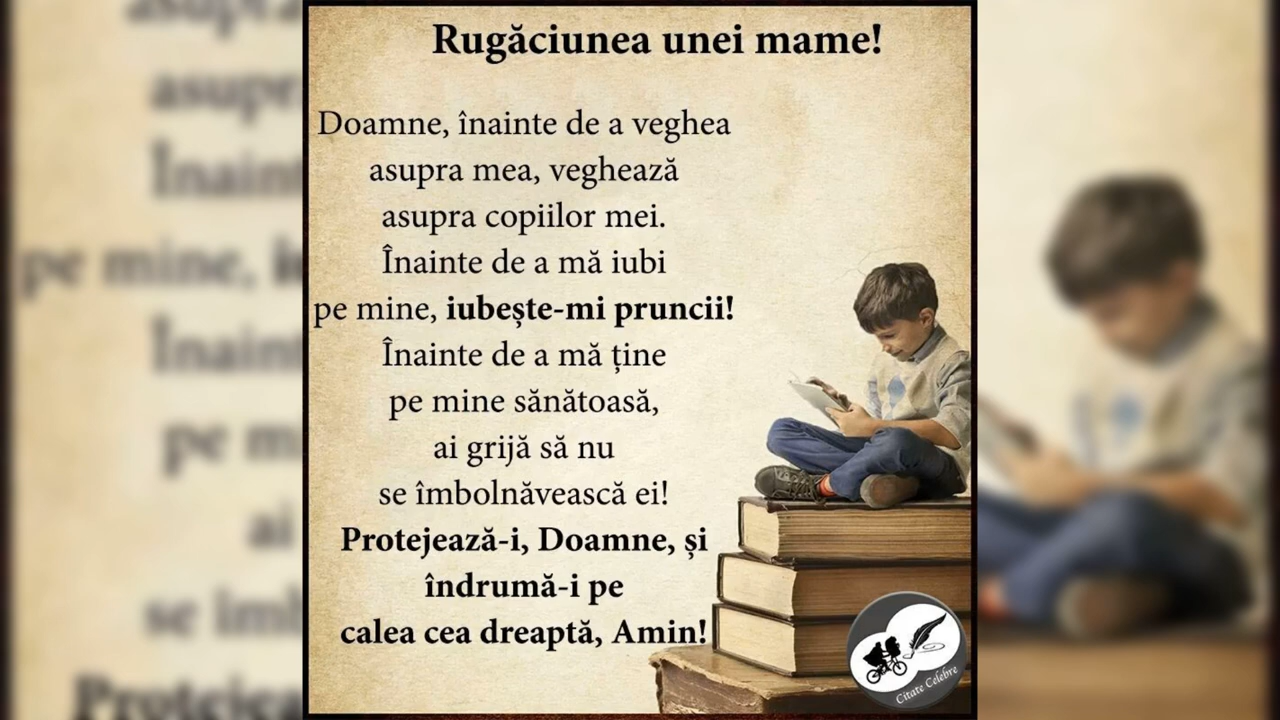 Rugăciunea unei mame!
Doamne, înainte de a veghea
asupra mea, veghează
asupra copiilor mei.
Înainte de a mă iubi
pe mine, iubește-mi pruncii!
Înainte de a mă ține
pe mine sănătoasă,
ai grijă să nu
se îmbolnăvească ei!
Protejează-i, Doamne, și
îndrumă-i pe
calea cea dreaptă, Amin!
Citate Celebre